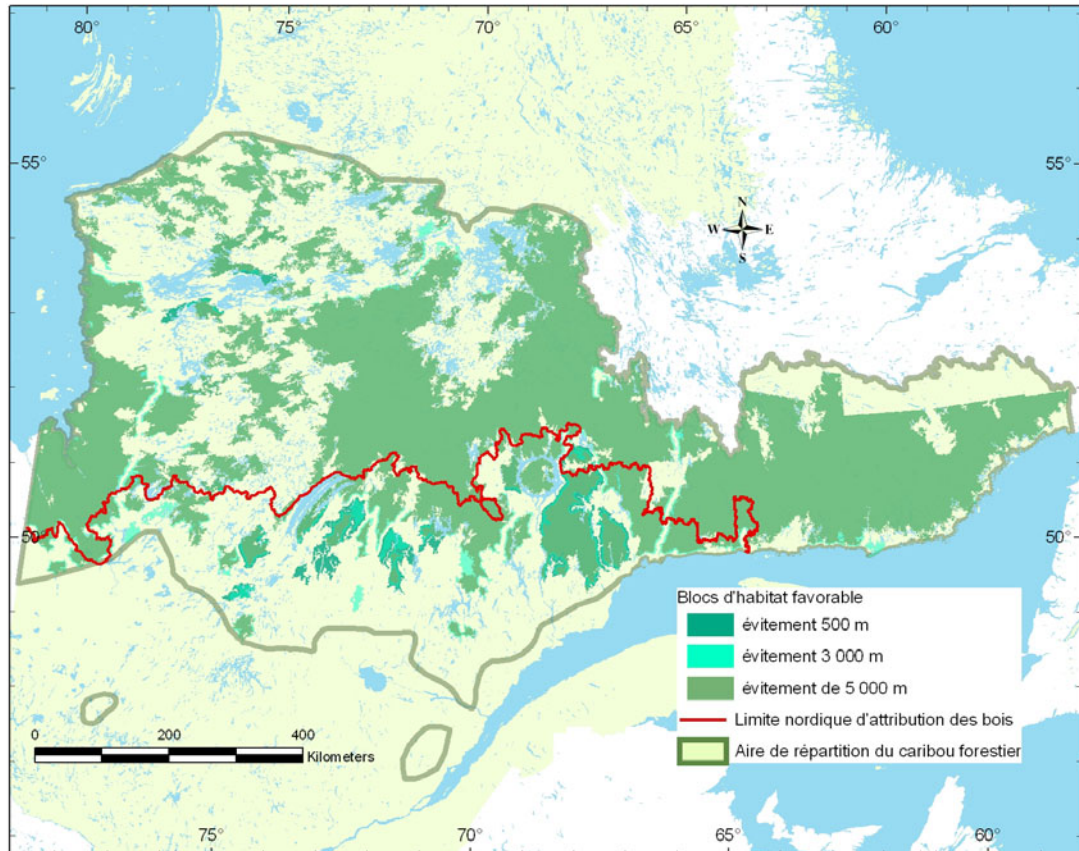 80°
75°
70°
65°
60°
55°
55°
N
W
E
S
50°
50°
Blocs d'habitat favorable
évitement 500 m
évitement 3 000 m
évitement de 5 000 m
Limite nordique d'attribution des bois
Aire de répartition du caribou forestier
0 200 400
Kilometers
75°
70°
65°
60°